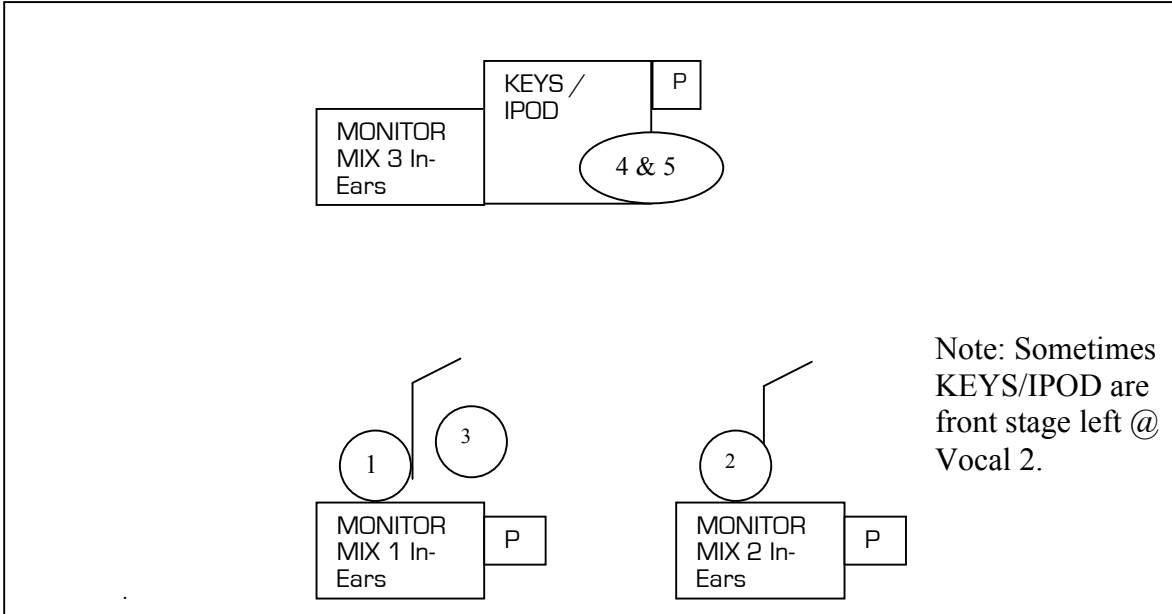 KEYS /
IPOD
P
MONITOR
MIX 3 In-
Ears
4 & 5
Note: Sometimes
KEYS/IPOD are
front stage left @
Vocal 2.
1
3
2
MONITOR
MIX 1 In-
Ears
P
MONITOR
MIX 2 In-
Ears
P
.